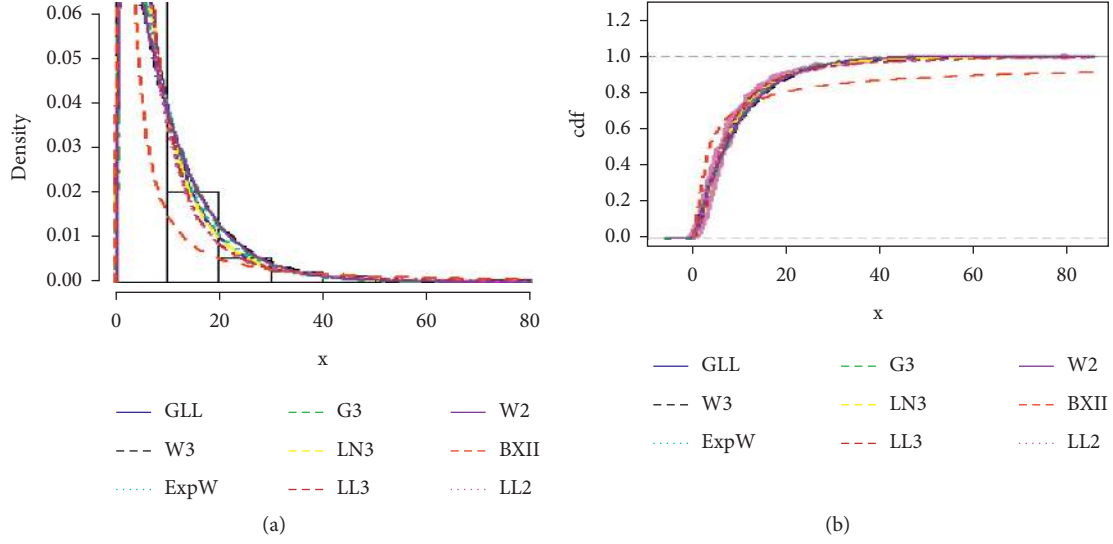 Density
0.06
0.05
0.04
0.03
0.02
0.01
0.00
0 20 40 60 80
x
GLL G3 W2
W3 LN3 BXII
ExpW LL3 LL2
(a)
cdf
1.2
1.0
0.8
0.6
0.4
0.2
0.0
0 20 40 60 80
x
GLL G3 W2
W3 LN3 BXII
ExpW LL3 LL2
(b)